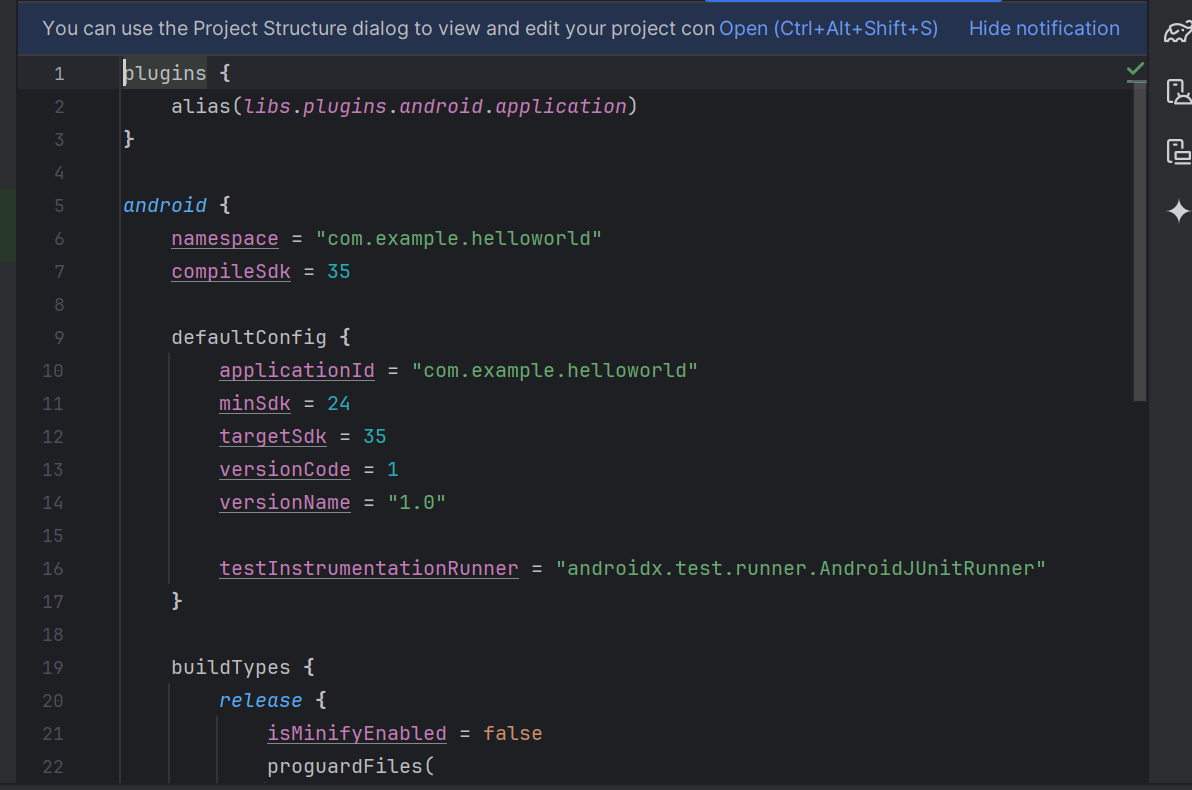 You can use the Project Structure dialog to view and edit your project con Open (Ctrl+Alt+Shift+S) Hide notification
1 plugins {
2     alias(libs.plugins.android.application)
3 }
4
5 android {
6     namespace = "com.example.helloworld"
7     compileSdk = 35
8
9     defaultConfig {
10         applicationId = "com.example.helloworld"
11         minSdk = 24
12         targetSdk = 35
13         versionCode = 1
14         versionName = "1.0"
15
16         testInstrumentationRunner = "androidx.test.runner.AndroidJUnitRunner"
17     }
18
19     buildTypes {
20         release {
21             isMinifyEnabled = false
22             proguardFiles(